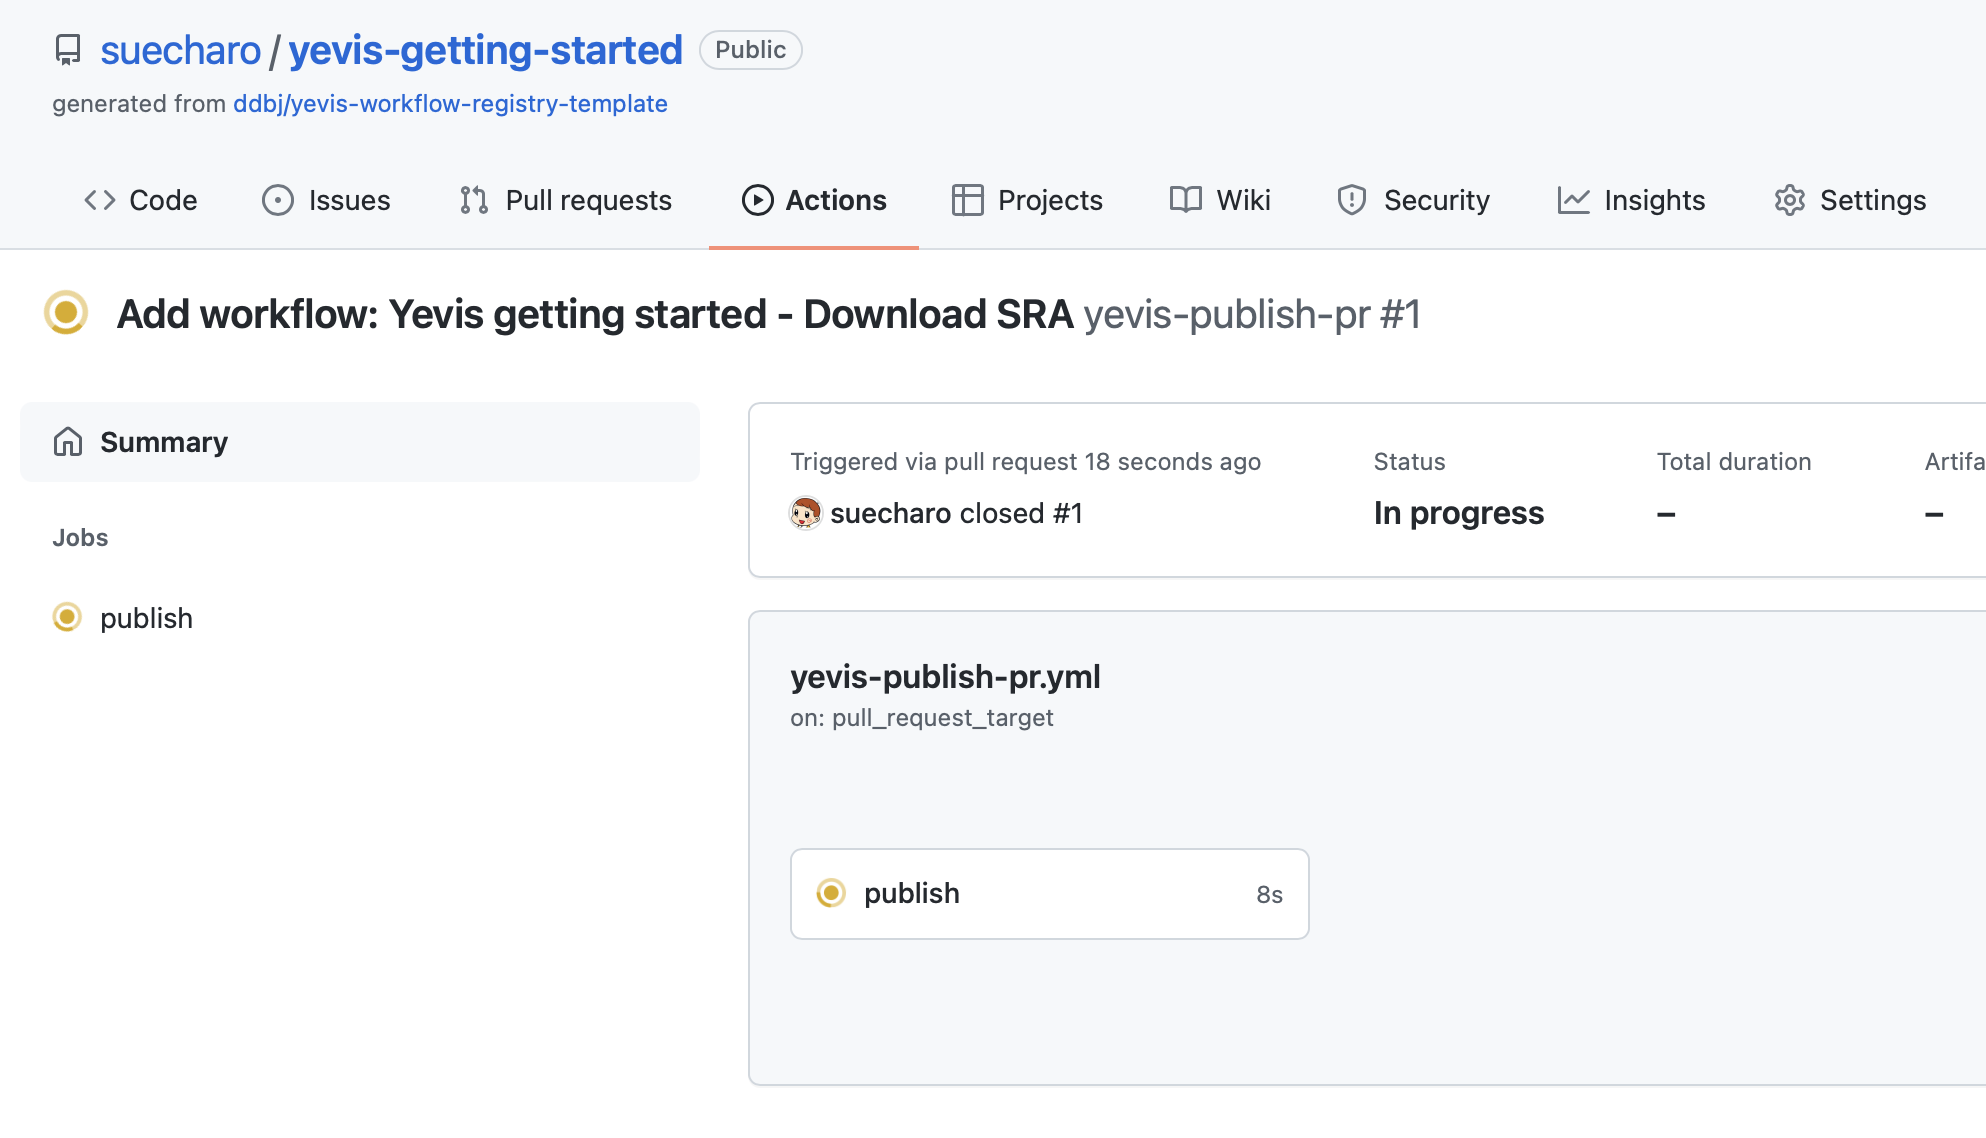 suecharo / yevis-getting-started Public
generated from ddbj/yevis-workflow-registry-template
Code Issues Pull requests Actions Projects Wiki Security Insights Settings
Add workflow: Yevis getting started - Download SRA yevis-publish-pr #1
Summary
Jobs
publish
Triggered via pull request 18 seconds ago
suecharo closed #1
Status
In progress
Total duration
–
Artifa
–
yevis-publish-pr.yml
on: pull_request_target
publish 8s